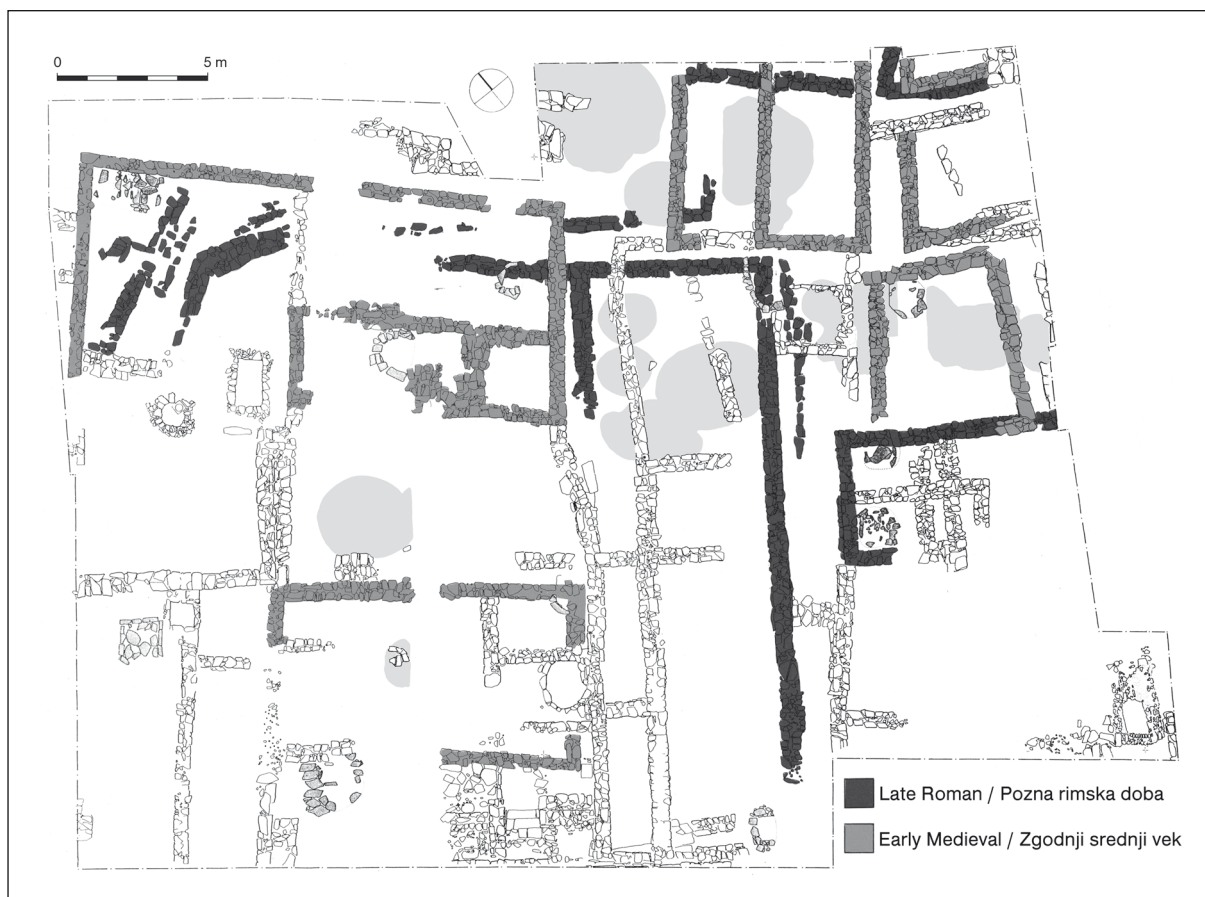 0 5 m
Late Roman / Pozna rimska doba
Early Medieval / Zgodnji srednji vek